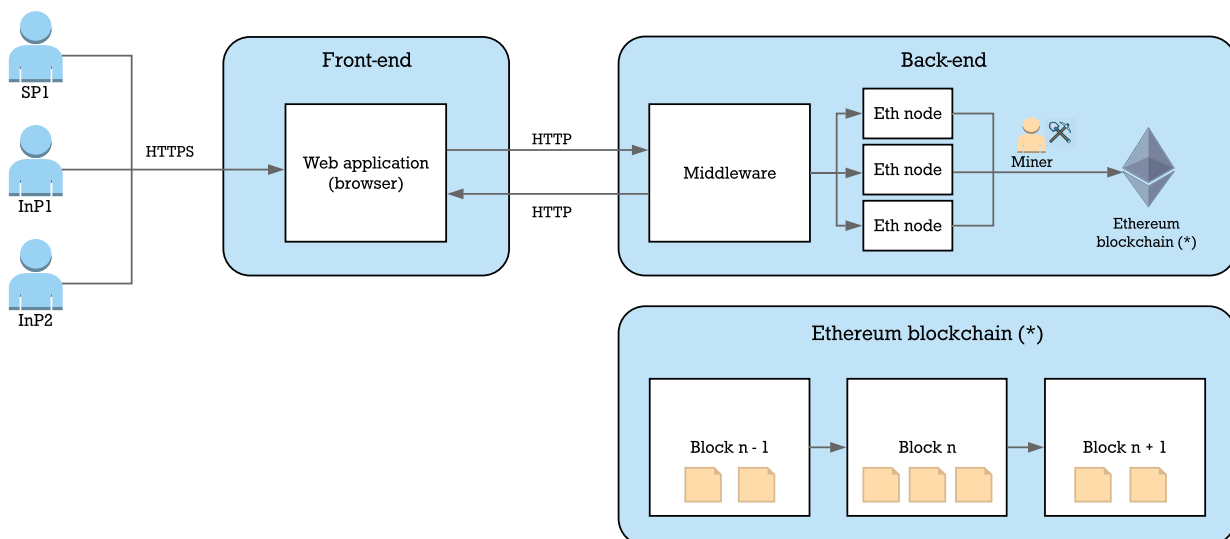 SP1
InP1
InP2
HTTPS
Front-end
Web application
(browser)
HTTP
HTTP
Back-end
Middleware
Eth node
Eth node
Eth node
Miner
Ethereum
blockchain (*)
Ethereum blockchain (*)
Block n - 1
Block n
Block n + 1